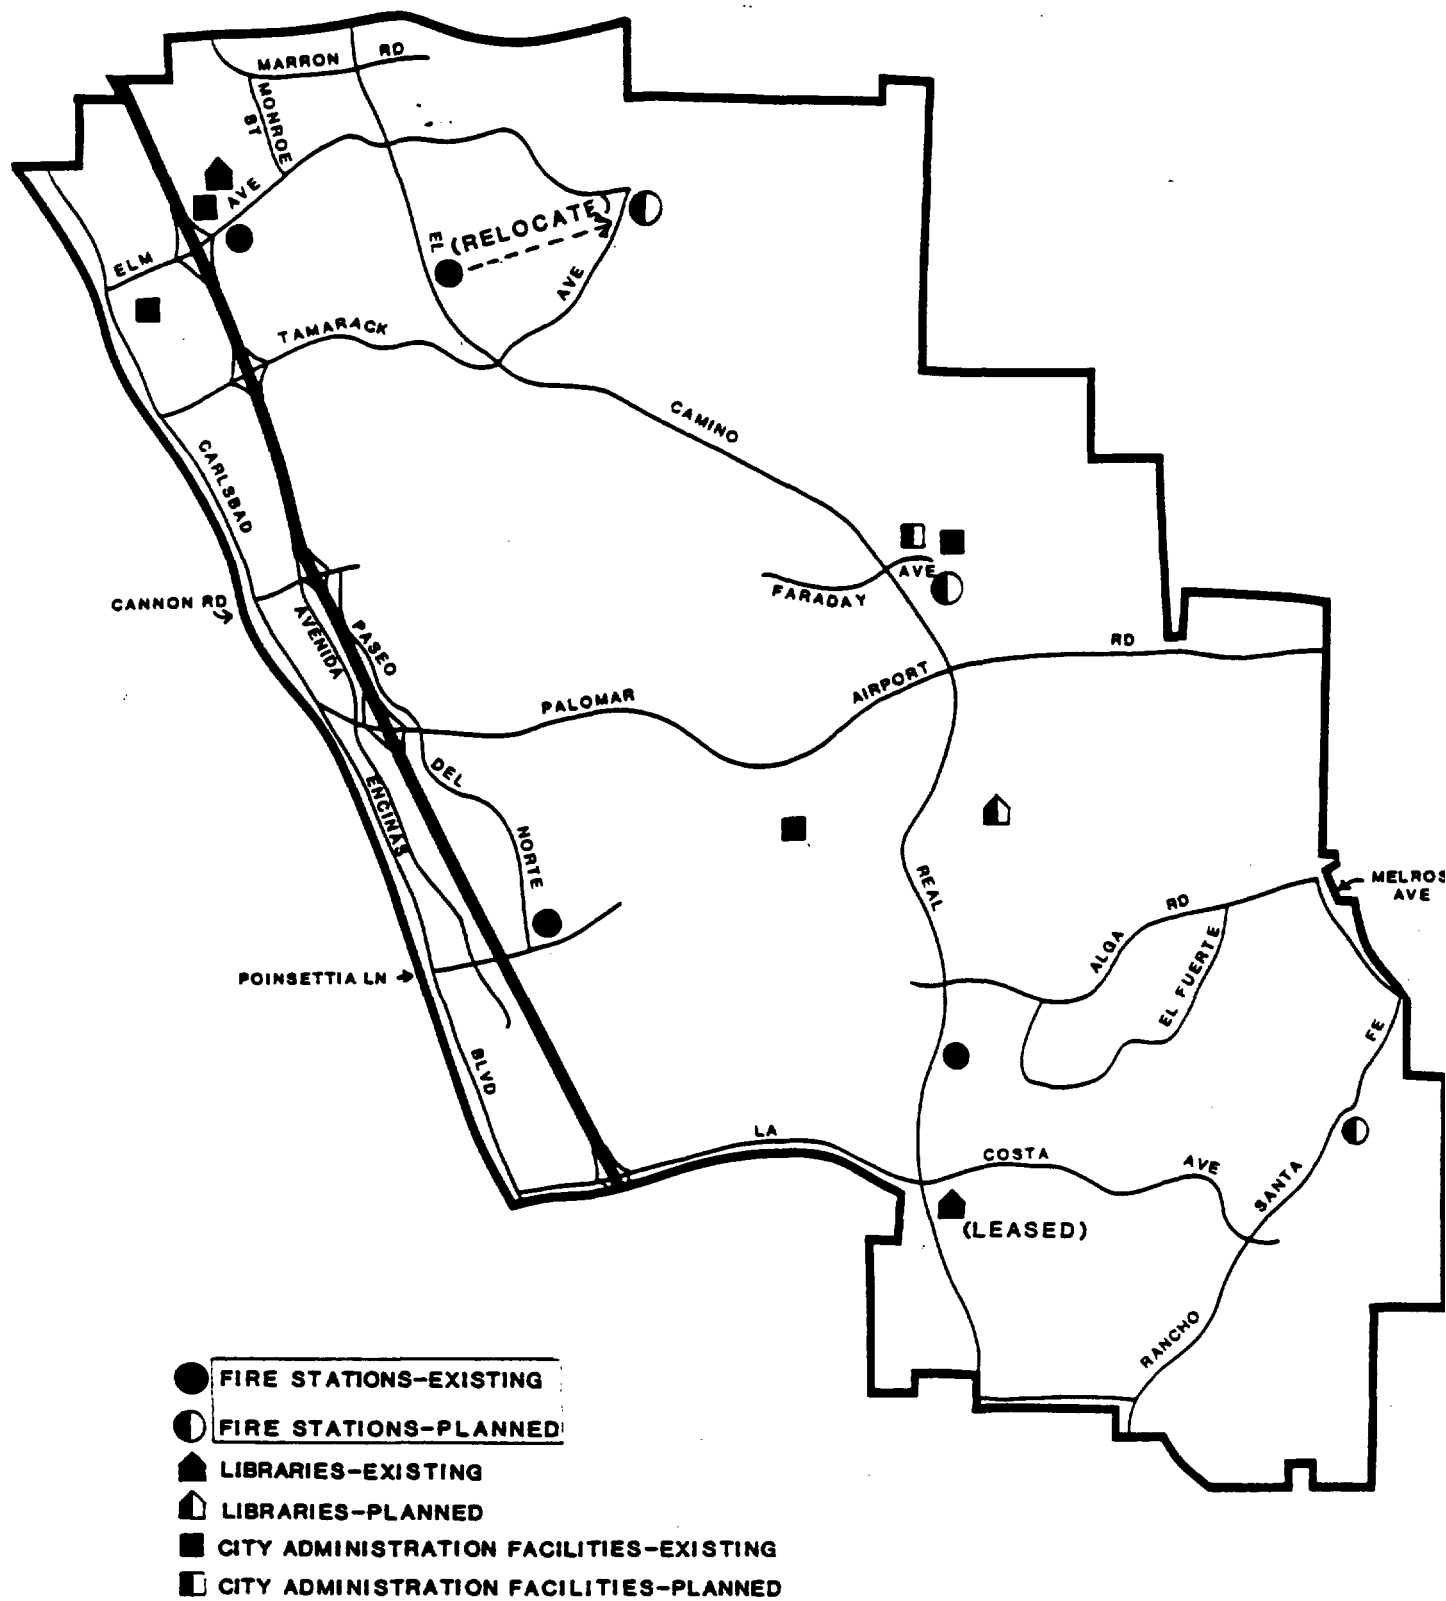 MARRON RD
MONROE ST
ELM AVE
EL
(RELOCATE)
AVE
TAMARACK
CAMINO
CARLSBAD
CANNON RD
AVENIDA
PASEO
AVE
FARADAY
PALOMAR AIRPORT RD
DEL
ENCINAS
NORTE
REAL
MELROS
AVE
ALGA RD
EL FUERTE
POINSETTIA LN
BLVD
FE
LA COSTA AVE
SANTA
(LEASED)
RANCHO
FIRE STATIONS-EXISTING
FIRE STATIONS-PLANNED
LIBRARIES-EXISTING
LIBRARIES-PLANNED
CITY ADMINISTRATION FACILITIES-EXISTING
CITY ADMINISTRATION FACILITIES-PLANNED